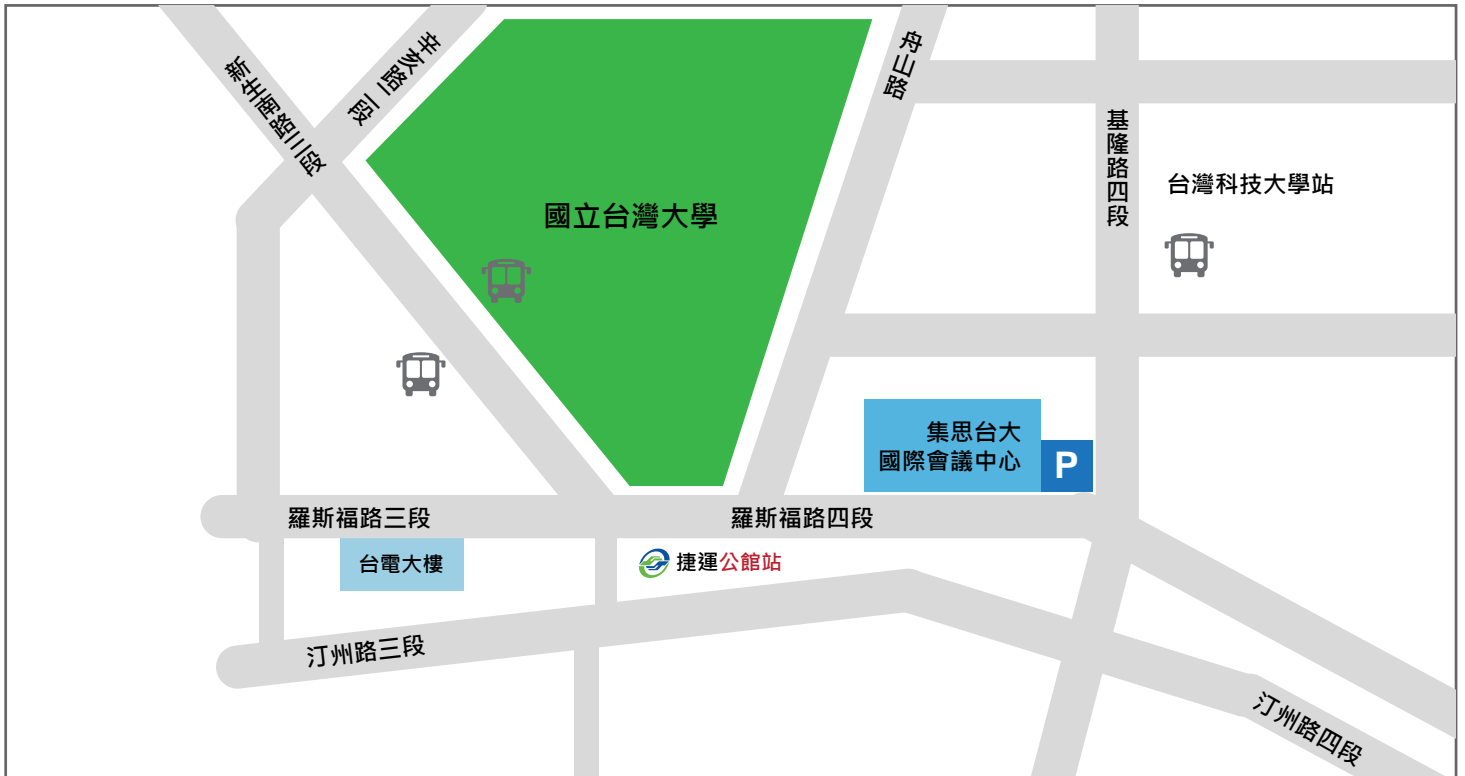 辛亥路二段
新生南路三段
舟山路
基隆路四段
台灣科技大學站
國立台灣大學
集思台大
國際會議中心
P
羅斯福路三段
羅斯福路四段
台電大樓
捷運公館站
汀州路三段
汀州路四段